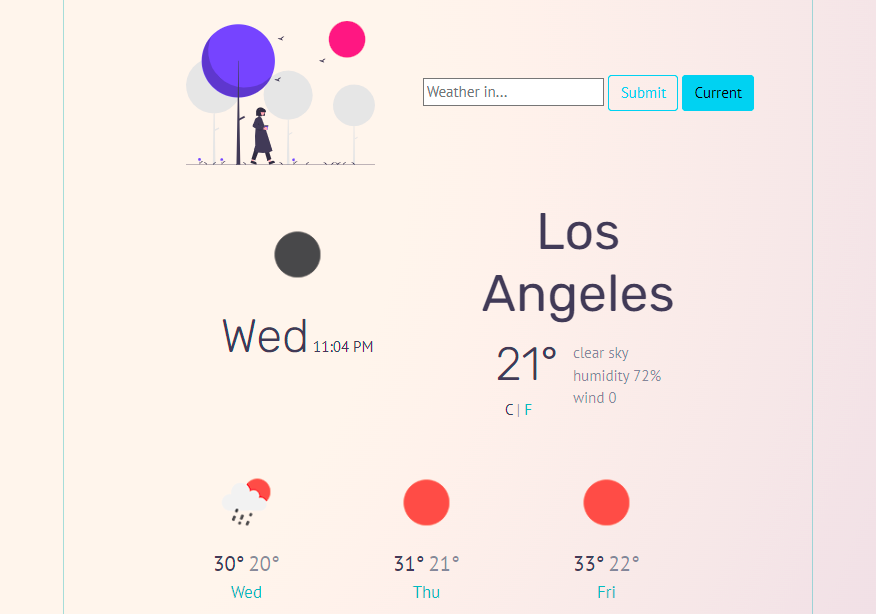 Weather in...
Submit
Current
Los
Angeles
Wed 11:04 PM
21°
clear sky
humidity 72%
wind 0
C | F
30° 20°
Wed
31° 21°
Thu
33° 22°
Fri